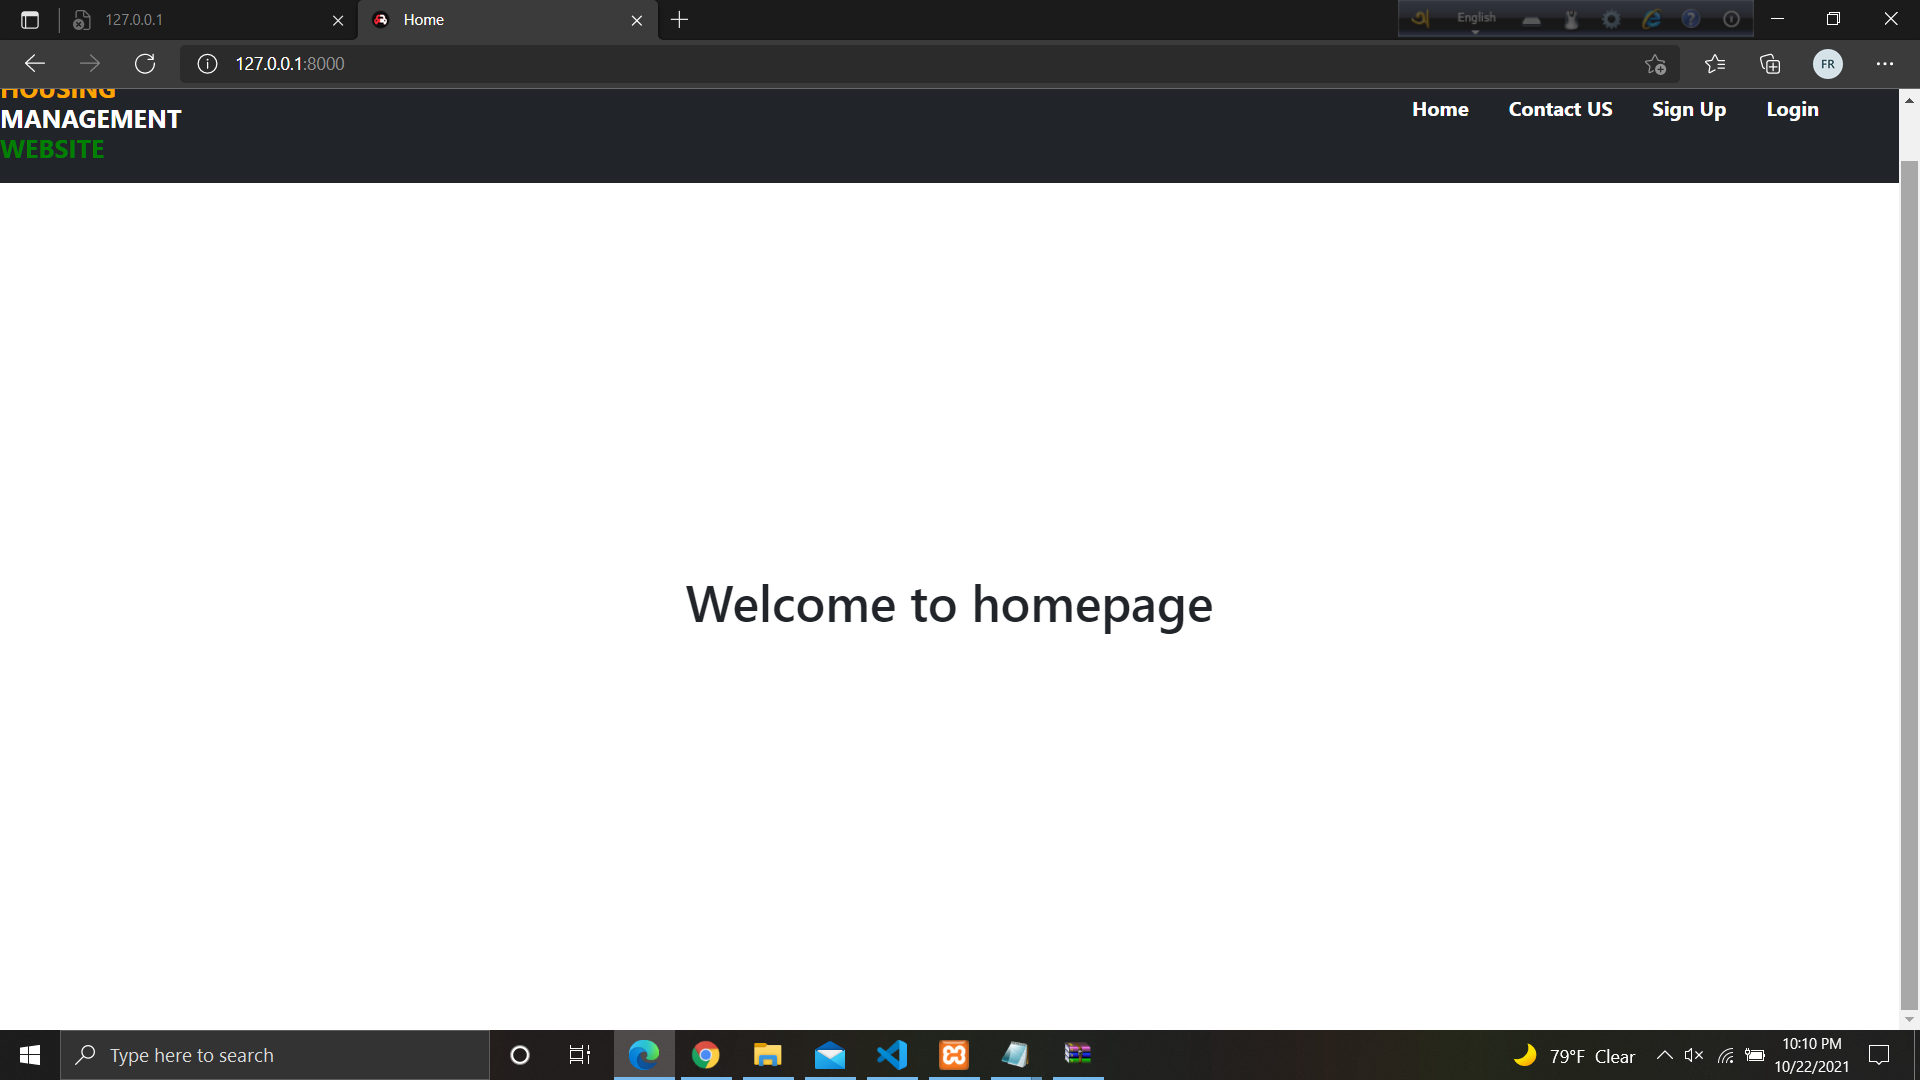 127.0.0.1
Home
English
127.0.0.1:8000
FR
HOUSING
MANAGEMENT
WEBSITE
Home Contact US Sign Up Login
Welcome to homepage
Type here to search
79°F Clear
10:10 PM
10/22/2021